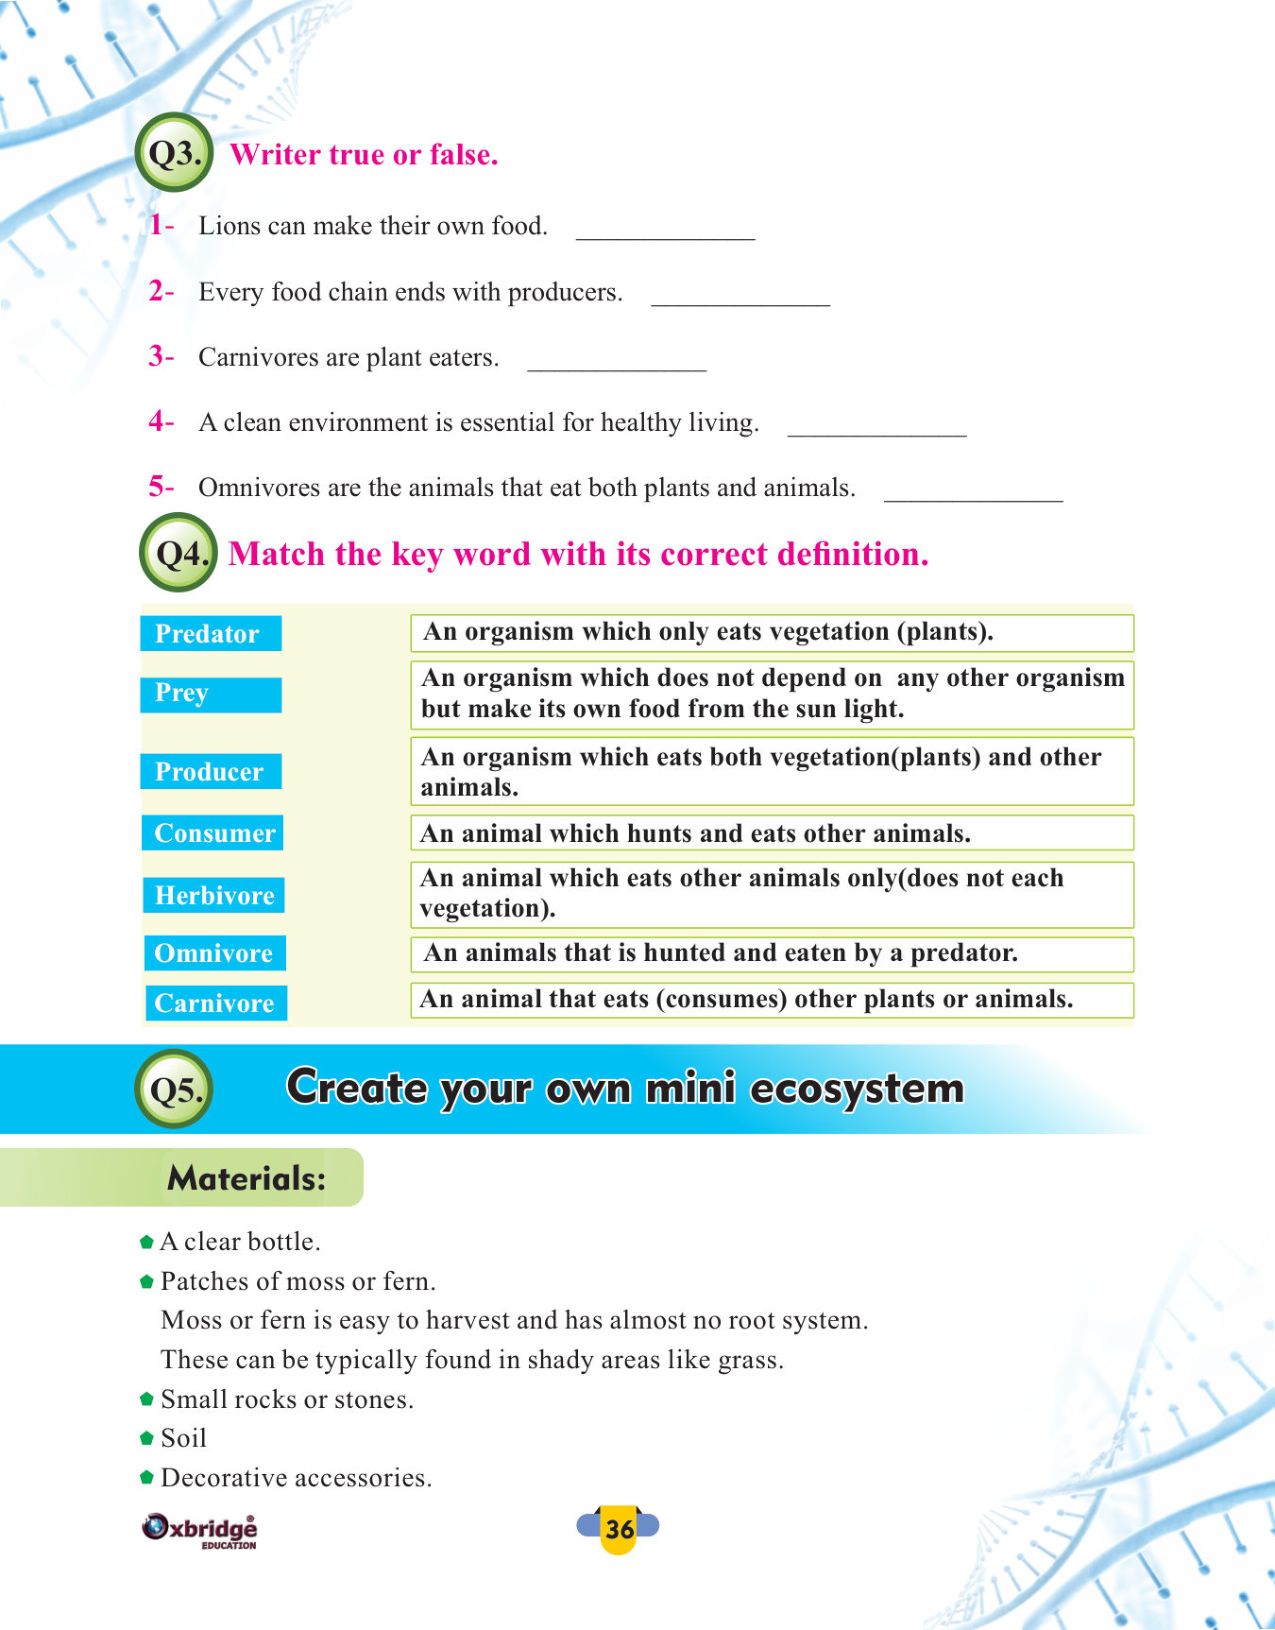 Q3. Writer true or false.
1- Lions can make their own food. _____________
2- Every food chain ends with producers. _____________
3- Carnivores are plant eaters. _____________
4- A clean environment is essential for healthy living. _____________
5- Omnivores are the animals that eat both plants and animals. _____________
Q4. Match the key word with its correct definition.
Predator
An organism which only eats vegetation (plants).
Prey
An organism which does not depend on any other organism
but make its own food from the sun light.
Producer
An organism which eats both vegetation(plants) and other
animals.
Consumer
An animal which hunts and eats other animals.
Herbivore
An animal which eats other animals only(does not each
vegetation).
Omnivore
An animals that is hunted and eaten by a predator.
Carnivore
An animal that eats (consumes) other plants or animals.
Q5. Create your own mini ecosystem
Materials:
A clear bottle.
Patches of moss or fern.
Moss or fern is easy to harvest and has almost no root system.
These can be typically found in shady areas like grass.
Small rocks or stones.
Soil
Decorative accessories.
Oxbridge®
EDUCATION
36